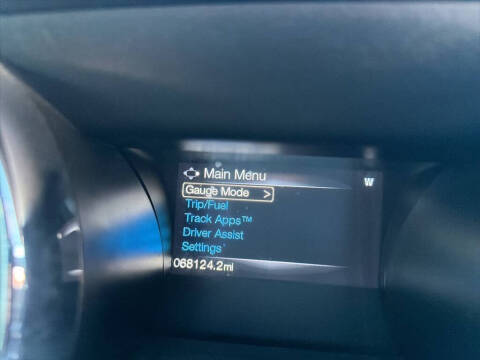 Main Menu
W
Gauge Mode >
Trip/Fuel
Track Apps™
Driver Assist
Settings
068124.2mi